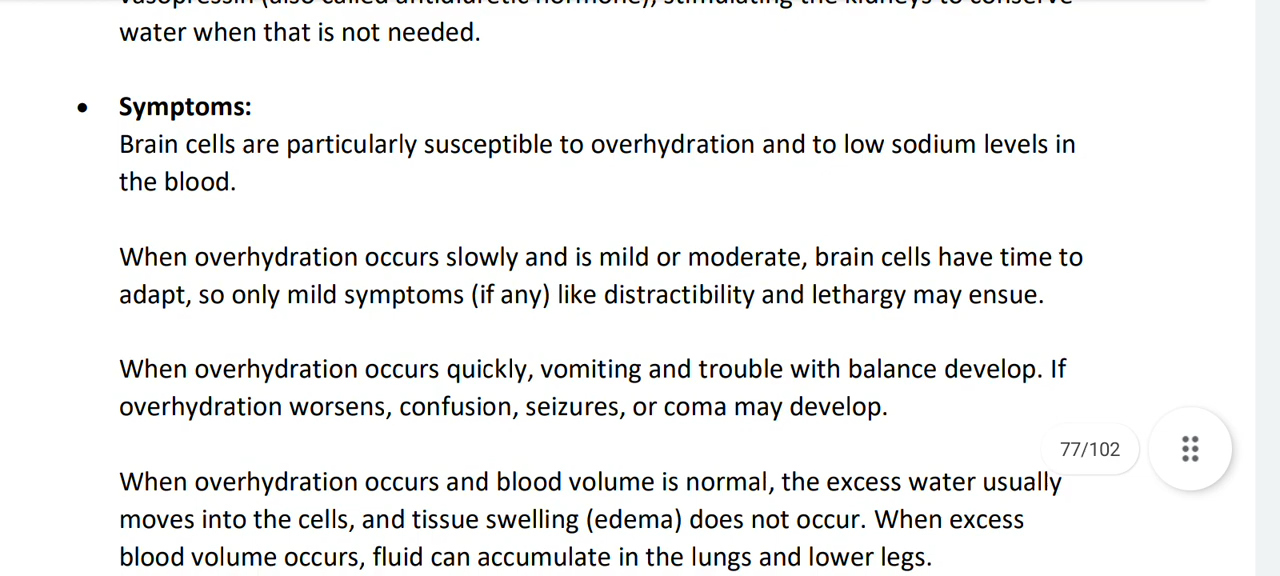 water when that is not needed.
• Symptoms:
Brain cells are particularly susceptible to overhydration and to low sodium levels in
the blood.
When overhydration occurs slowly and is mild or moderate, brain cells have time to
adapt, so only mild symptoms (if any) like distractibility and lethargy may ensue.
When overhydration occurs quickly, vomiting and trouble with balance develop. If
overhydration worsens, confusion, seizures, or coma may develop.
77/102
When overhydration occurs and blood volume is normal, the excess water usually
moves into the cells, and tissue swelling (edema) does not occur. When excess
blood volume occurs, fluid can accumulate in the lungs and lower legs.